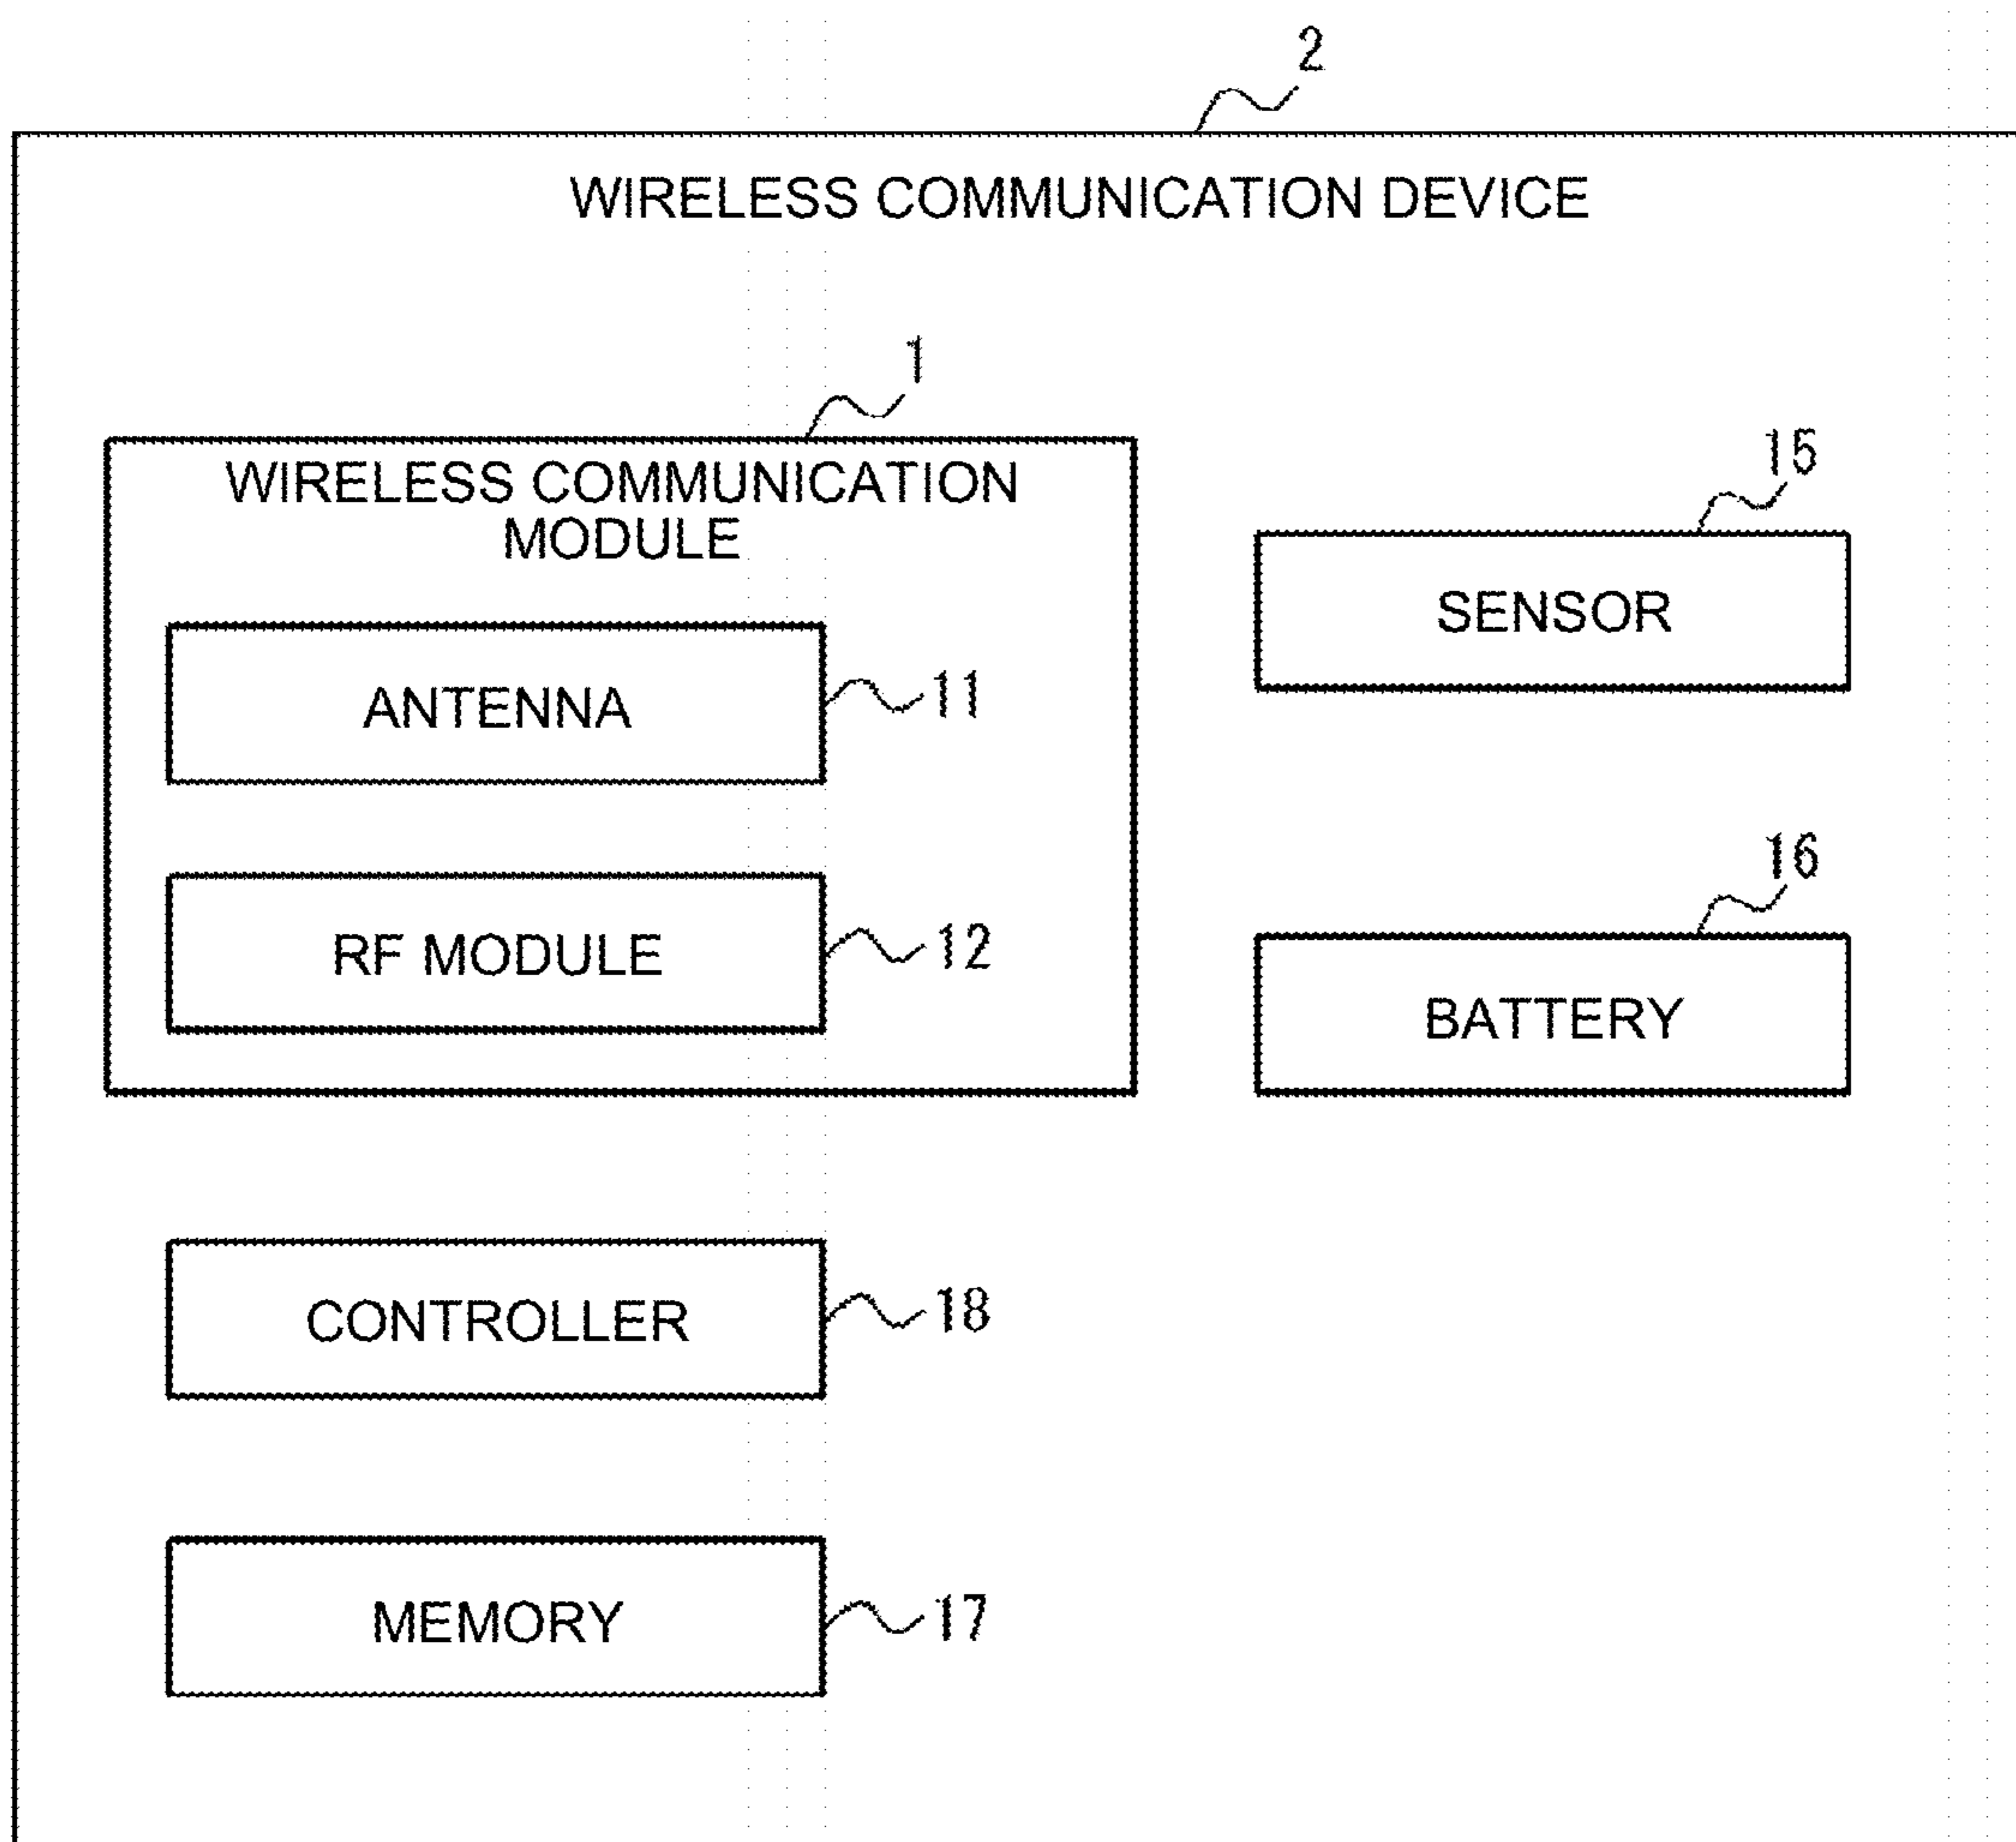 2
WIRELESS COMMUNICATION DEVICE
1
WIRELESS COMMUNICATION
MODULE
15
SENSOR
ANTENNA
11
16
RF MODULE
12
BATTERY
CONTROLLER
18
MEMORY
17